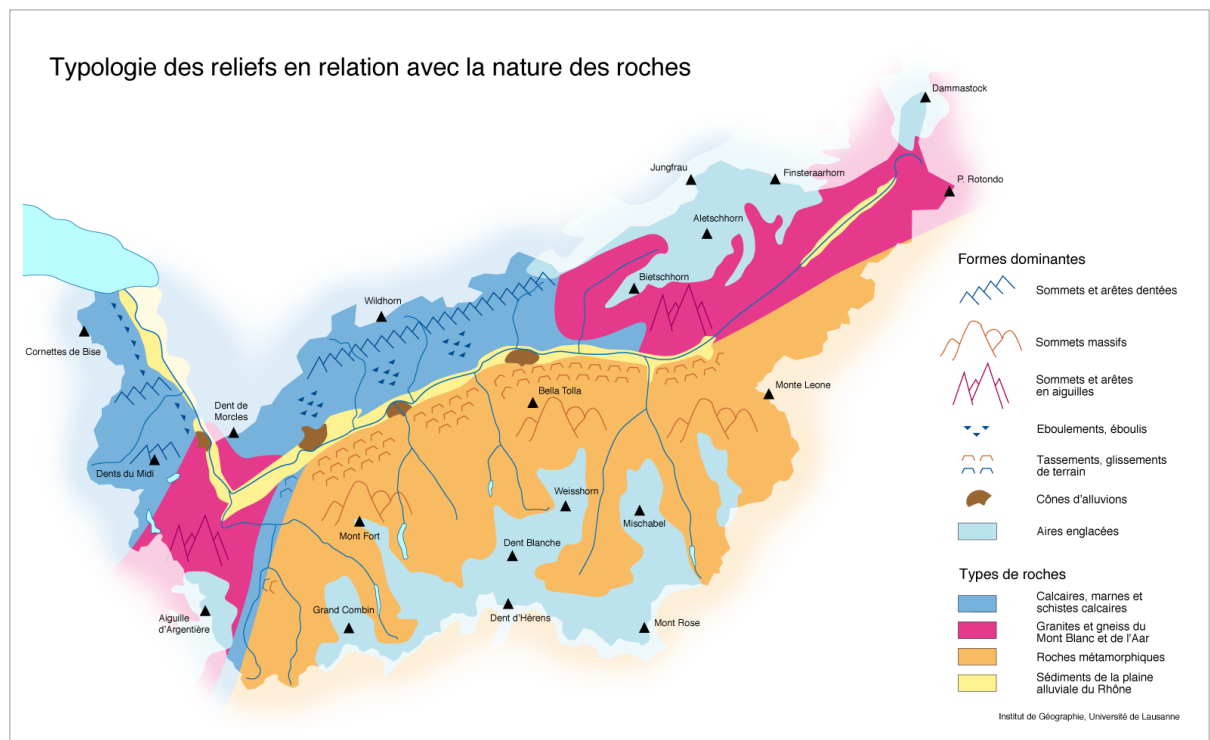 Typologie des reliefs en relation avec la nature des roches
Dammastock
Jungfrau
Finsteraarhorn
P. Rotondo
Aletschhorn
Bietschhorn
Wildhorn
Cornettes de Bise
Monte Leone
Bella Tolla
Dent de
Morcles
Dents du Midi
Weisshorn
Mischabel
Mont Fort
Dent Blanche
Grand Combin
Aiguille
d'Argentière
Dent d'Hérens
Mont Rose
Formes dominantes
Sommets et arêtes dentées
Sommets massifs
Sommets et arêtes
en aiguilles
Eboulements, éboulis
Tassements, glissements
de terrain
Cônes d'alluvions
Aires englacées
Types de roches
Calcaires, marnes et
schistes calcaires
Granites et gneiss du
Mont Blanc et de l'Aar
Roches métamorphiques
Sédiments de la plaine
alluviale du Rhône
Institut de Géographie, Université de Lausanne